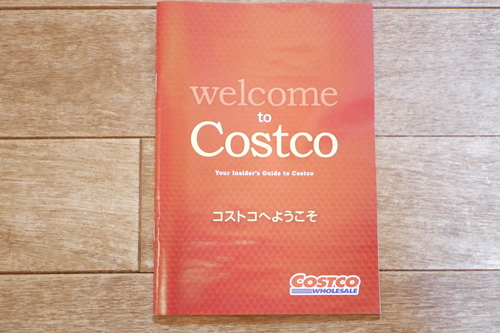 welcome
to
Costco
Your Insider's Guide to Costco
コストコへようこそ
COSTCO
WHOLESALE